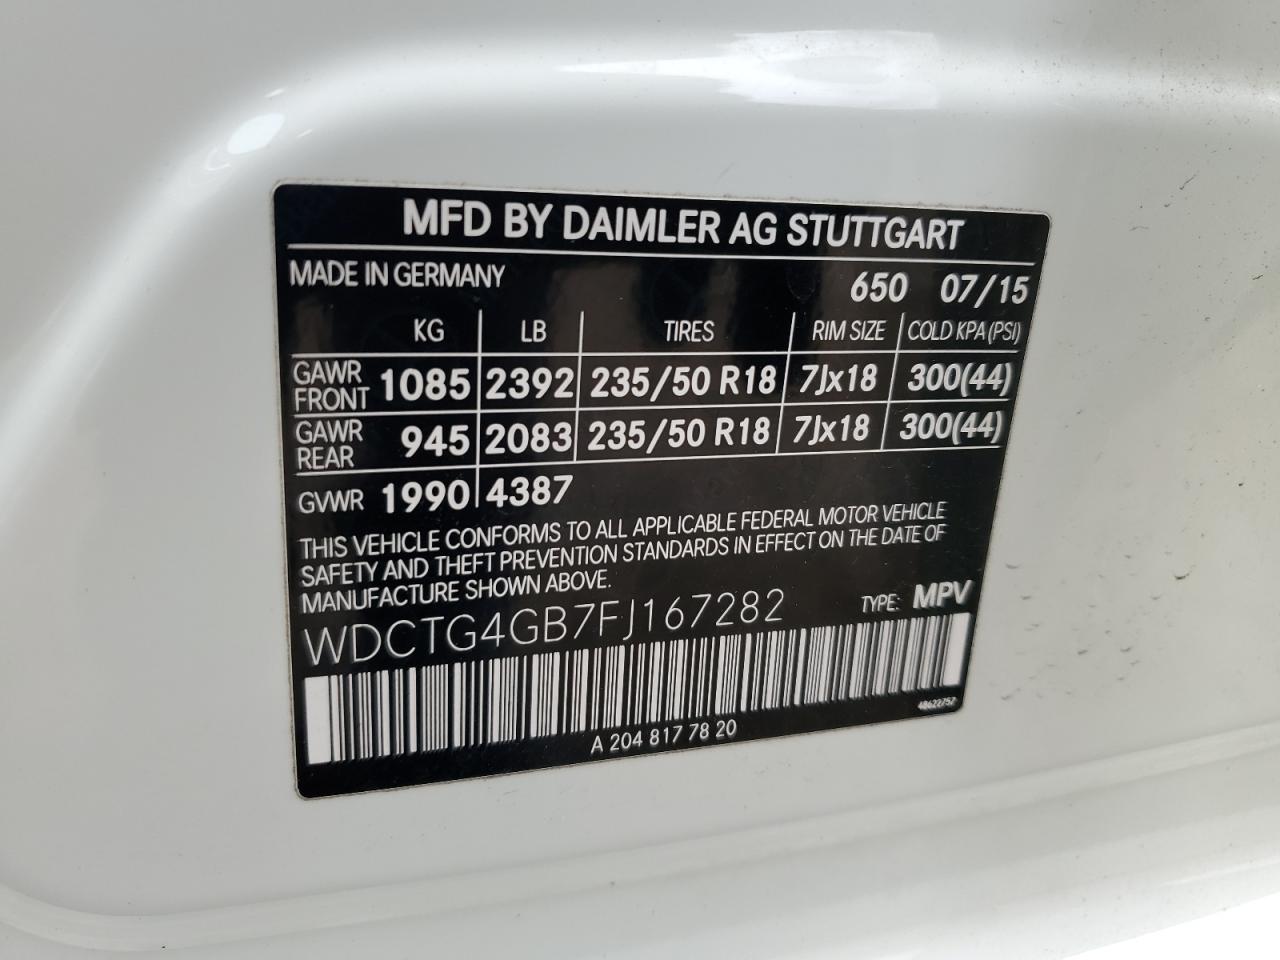 MFD BY DAIMLER AG STUTTGART
MADE IN GERMANY 650 07/15
KG LB TIRES RIM SIZE COLD KPA (PSI)
GAWR FRONT 1085 2392 235/50 R18 7Jx18 300(44)
GAWR REAR 945 2083 235/50 R18 7Jx18 300(44)
GVWR 1990 4387
THIS VEHICLE CONFORMS TO ALL APPLICABLE FEDERAL MOTOR VEHICLE
SAFETY AND THEFT PREVENTION STANDARDS IN EFFECT ON THE DATE OF
MANUFACTURE SHOWN ABOVE.
WDCTG4GB7FJ167282 TYPE: MPV
48622757
A 204 817 78 20